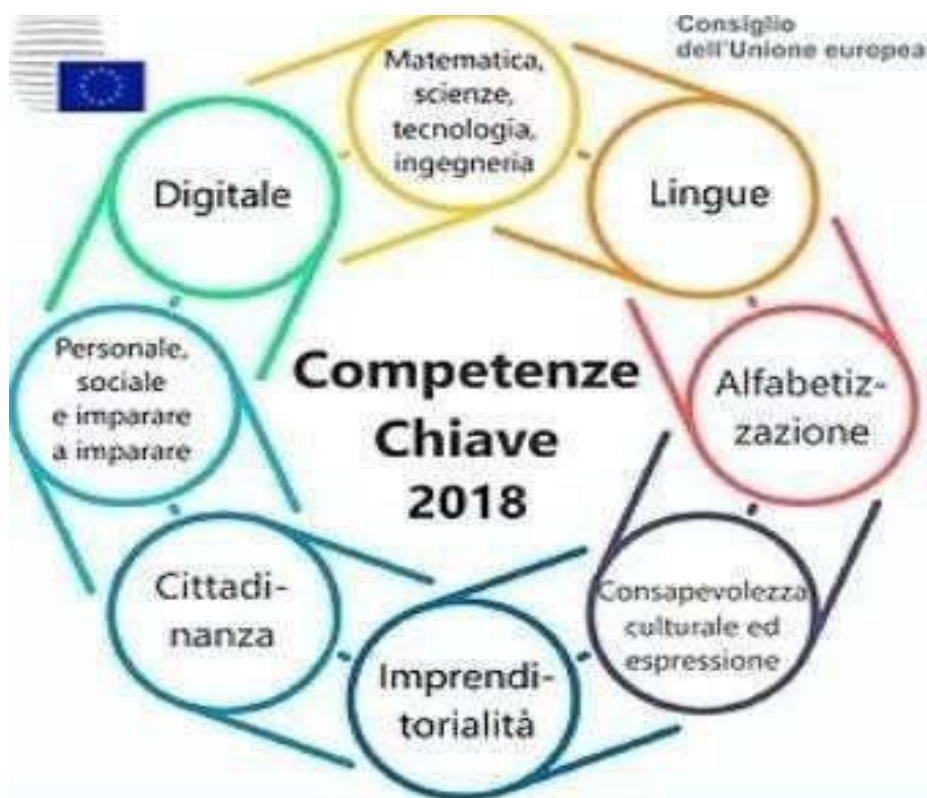 Consiglio
dell'Unione europea
Matematica,
scienze,
tecnologia,
ingegneria
Digitale
Lingue
Personale,
sociale
e imparare
a imparare
Competenze
Chiave
2018
Alfabetiz-
zazione
Cittadi-
nanza
Imprendi-
torialità
Consapevolezza
culturale ed
espressione